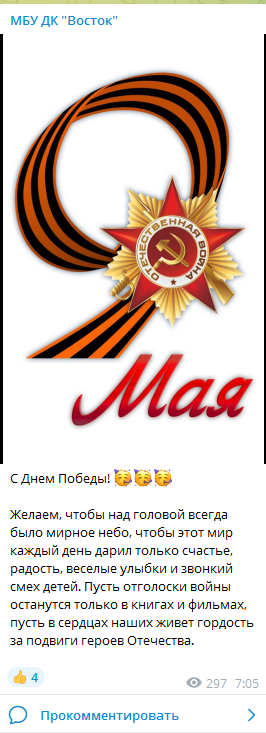 МБУ ДК "Восток"
ОТЕЧЕСТВЕННАЯ ВОЙНА
Мая
С Днем Победы! 🥳🥳🥳
Желаем, чтобы над головой всегда
было мирное небо, чтобы этот мир
каждый день дарил только счастье,
радость, веселые улыбки и звонкий
смех детей. Пусть отголоски войны
останутся только в книгах и фильмах,
пусть в сердцах наших живет гордость
за подвиги героев Отечества.
👍 4
297 7:05
Прокомментировать